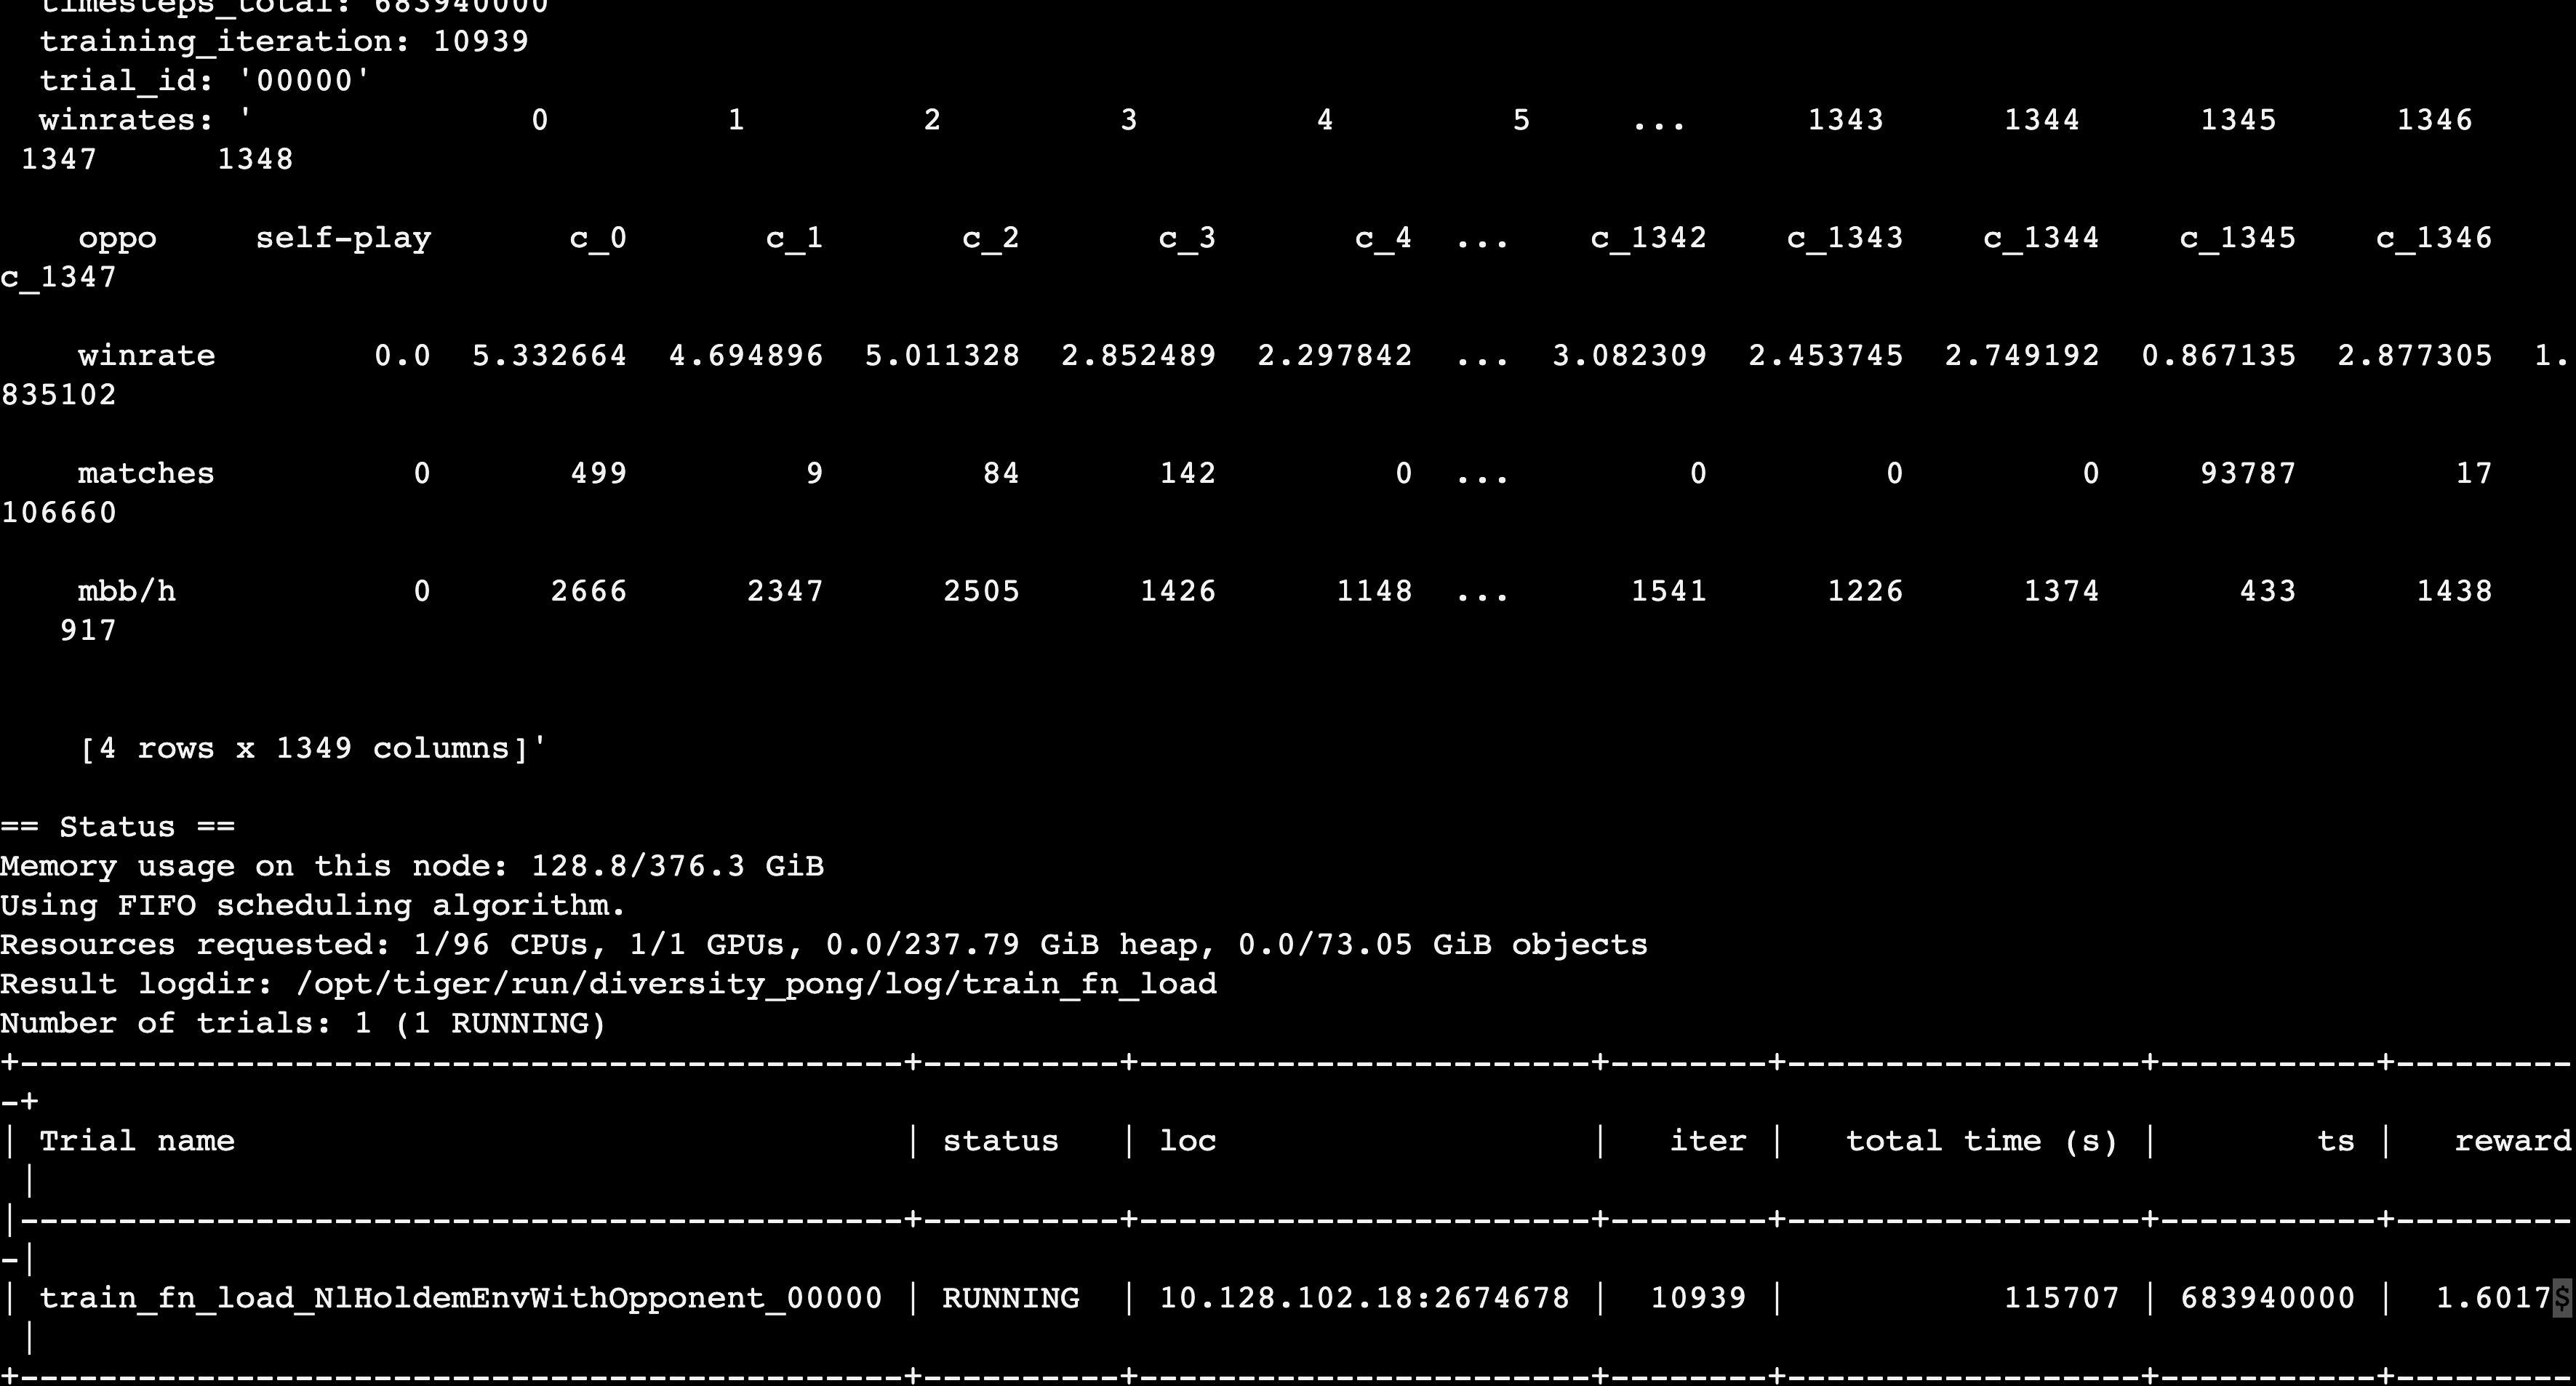 timesteps_total: 683940000
training_iteration: 10939
trial_id: '00000'
winrates: ' 0 1 2 3 4 5 ... 1343 1344 1345 1346
1347 1348
oppo self-play c_0 c_1 c_2 c_3 c_4 ... c_1342 c_1343 c_1344 c_1345 c_1346
c_1347
winrate 0.0 5.332664 4.694896 5.011328 2.852489 2.297842 ... 3.082309 2.453745 2.749192 0.867135 2.877305 1.
835102
matches 0 499 9 84 142 0 ... 0 0 0 93787 17
106660
mbb/h 0 2666 2347 2505 1426 1148 ... 1541 1226 1374 433 1438
917
[4 rows x 1349 columns]'
== Status ==
Memory usage on this node: 128.8/376.3 GiB
Using FIFO scheduling algorithm.
Resources requested: 1/96 CPUs, 1/1 GPUs, 0.0/237.79 GiB heap, 0.0/73.05 GiB objects
Result logdir: /opt/tiger/run/diversity_pong/log/train_fn_load
Number of trials: 1 (1 RUNNING)
+---------------------------------------------+----------+-----------------------+--------+------------------+-----------+---------
-+
| Trial name | status | loc | iter | total time (s) | ts | reward
|
|---------------------------------------------+----------+-----------------------+--------+------------------+-----------+---------
-|
| train_fn_load_NlHoldemEnvWithOpponent_00000 | RUNNING | 10.128.102.18:2674678 | 10939 | 115707 | 683940000 | 1.6017$
|
+---------------------------------------------+----------+-----------------------+--------+------------------+-----------+---------